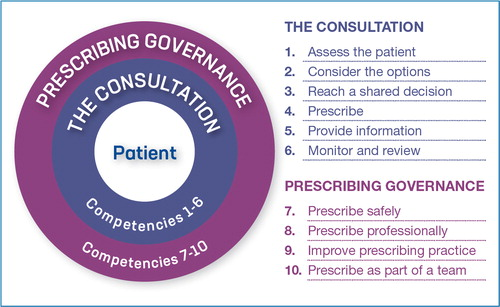 PRESCRIBING GOVERNANCE
THE CONSULTATION
Patient
Competencies 1-6
Competencies 7-10
THE CONSULTATION
1. Assess the patient
2. Consider the options
3. Reach a shared decision
4. Prescribe
5. Provide information
6. Monitor and review
PRESCRIBING GOVERNANCE
7. Prescribe safely
8. Prescribe professionally
9. Improve prescribing practice
10. Prescribe as part of a team